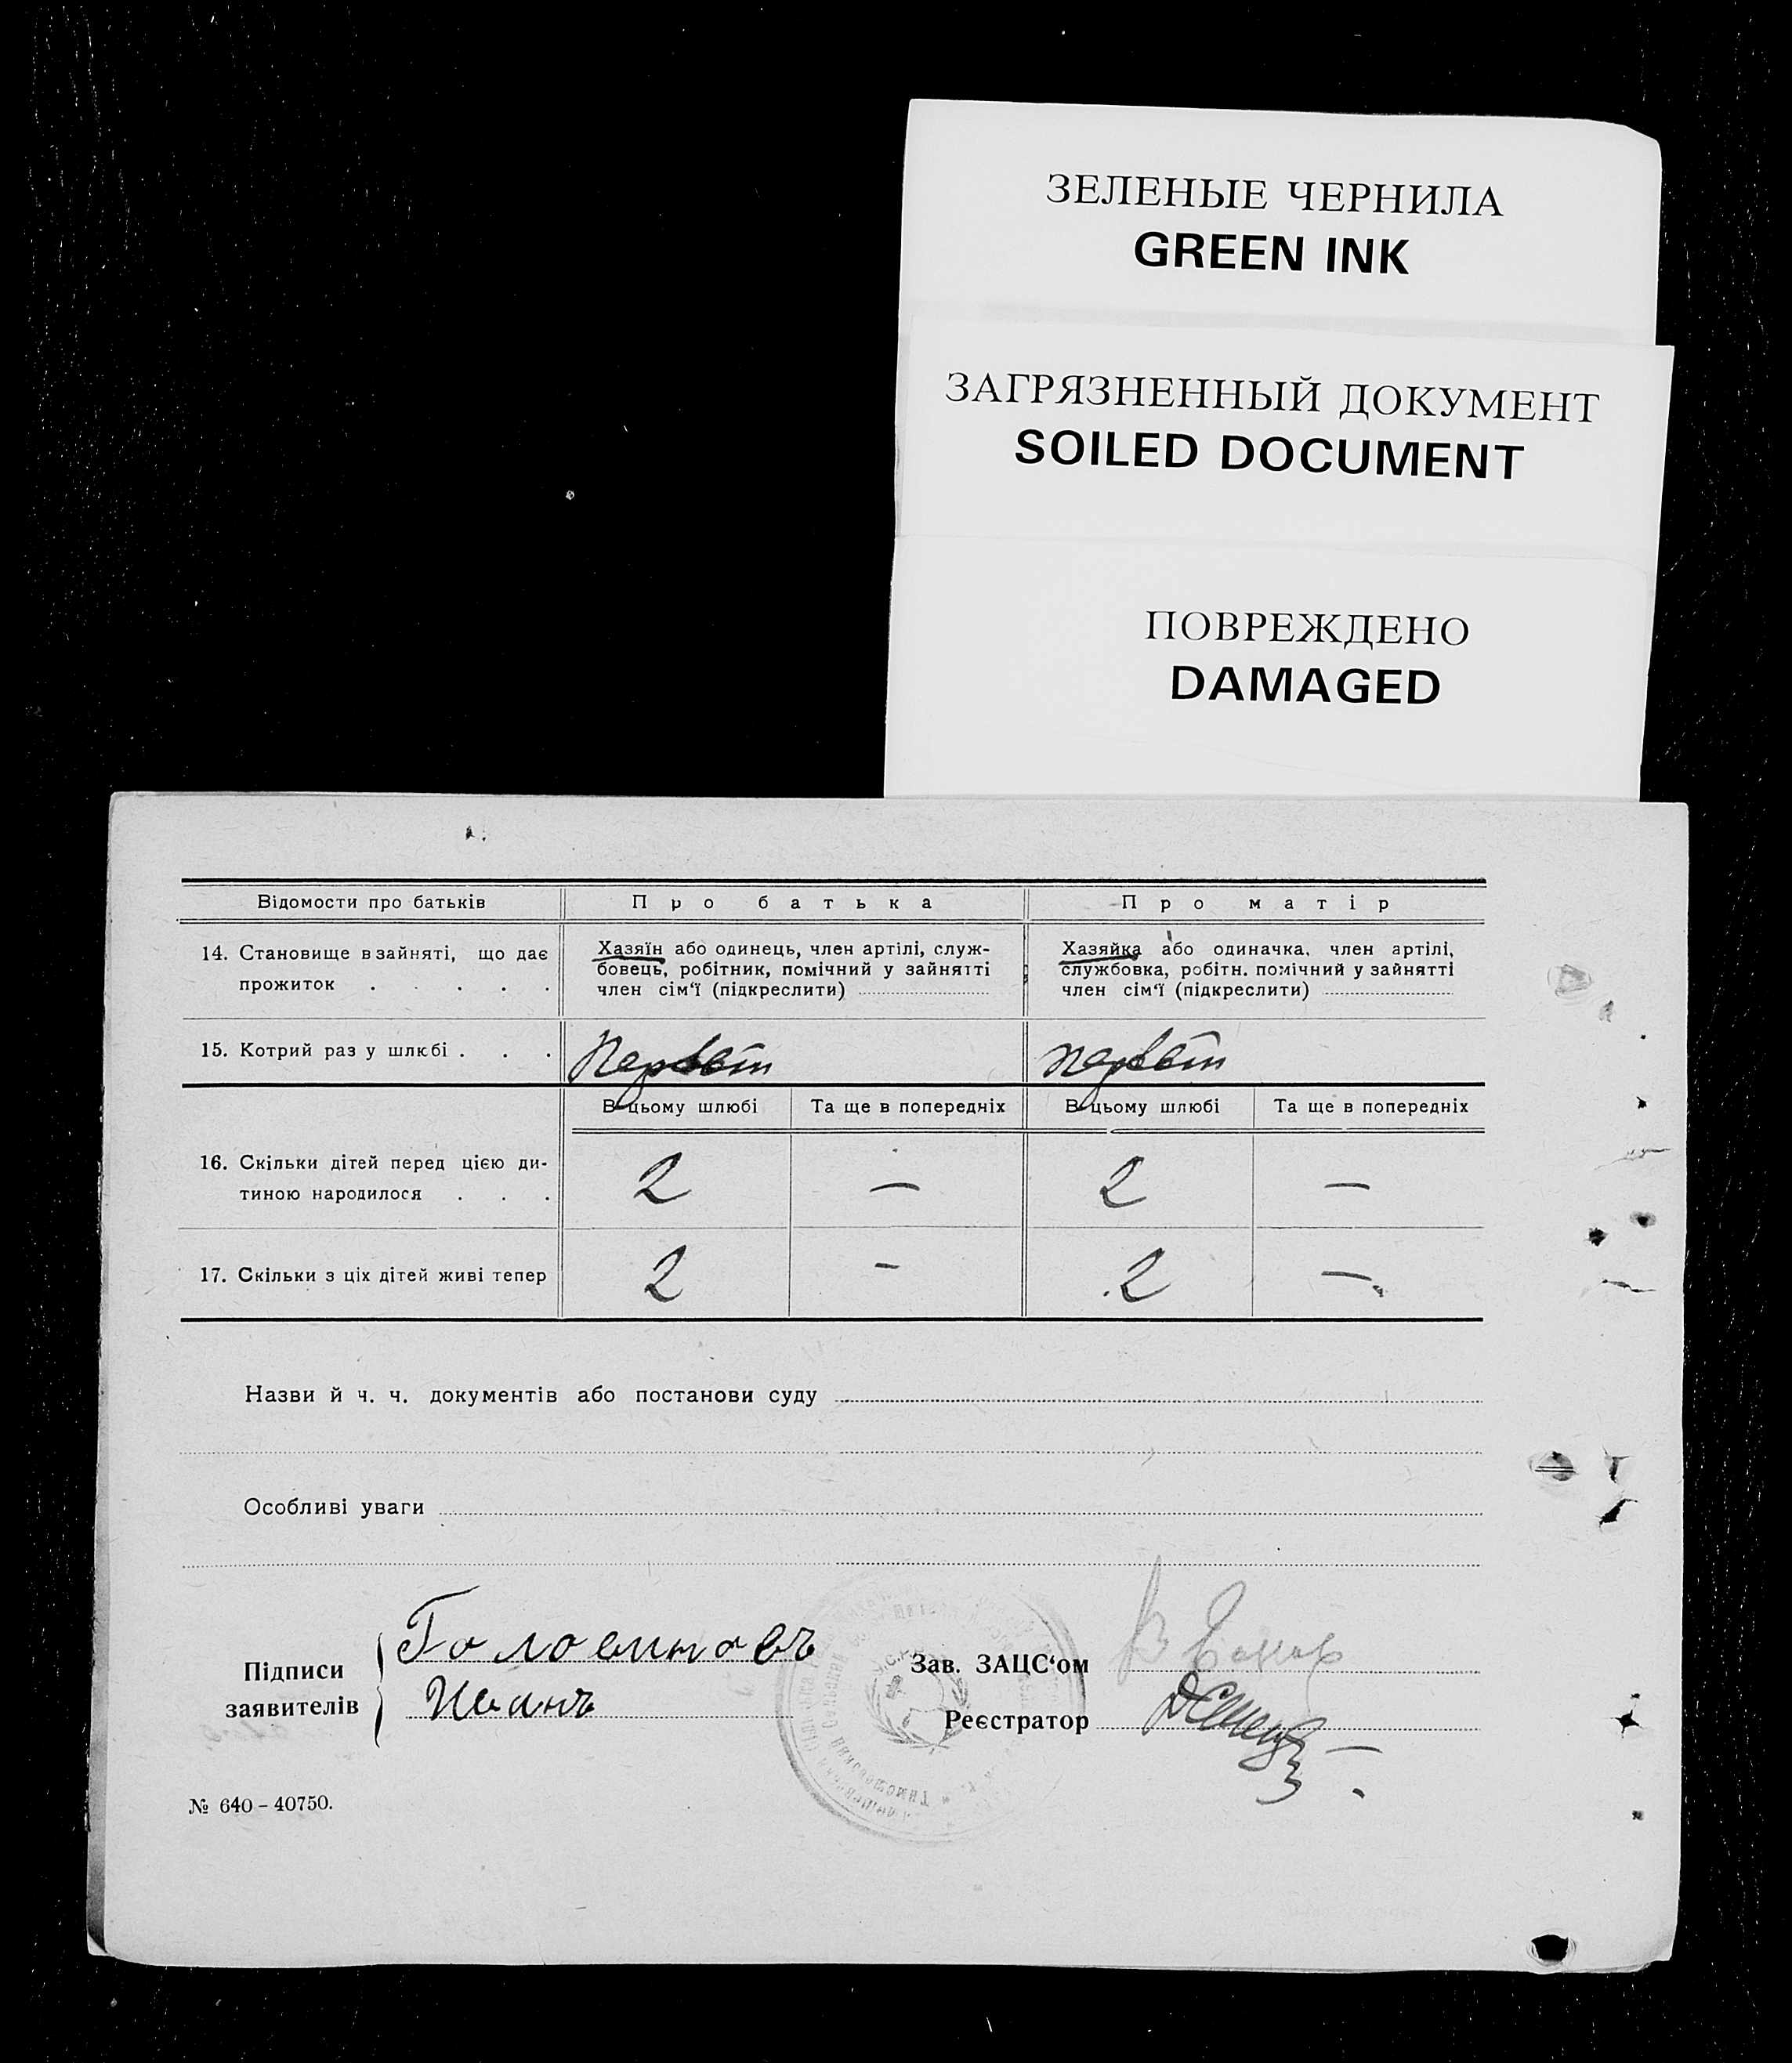 ЗЕЛЕНЫЕ ЧЕРНИЛА
GREEN INK
ЗАГРЯЗНЕННЫЙ ДОКУМЕНТ
SOILED DOCUMENT
ПОВРЕЖДЕНО
DAMAGED
Відомости про батьків Про батька Про матір
14. Становище в зайняті, що дає прожиток . . . . .
Хазяїн або одинець, член артілі, служ-
бовець, робітник, помічний у зайнятті
член сім'ї (підкреслити)
Хазяйка або одиначка, член артілі,
службовка, робітн. помічний у зайнятті
член сім'ї (підкреслити)
15. Котрий раз у шлюбі . . .
В цьому шлюбі Та ще в попередніх В цьому шлюбі Та ще в попередніх
16. Скільки дітей перед цією ди-
тиною народилося . . . 2 — 2 —
17. Скільки з ціх дітей живі тепер 2 - 2 —
Назви й ч. ч. документів або постанови суду
Особливі уваги
Підписи
заявителів
Иванъ
Зав. ЗАЦС'ом
Реєстратор
№ 640 – 40750.